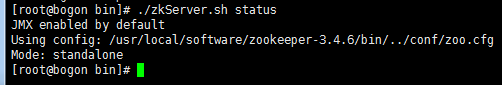 [root@bogon bin]# ./zkServer.sh status
JMX enabled by default
Using config: /usr/local/software/zookeeper-3.4.6/bin/../conf/zoo.cfg
Mode: standalone
[root@bogon bin]#